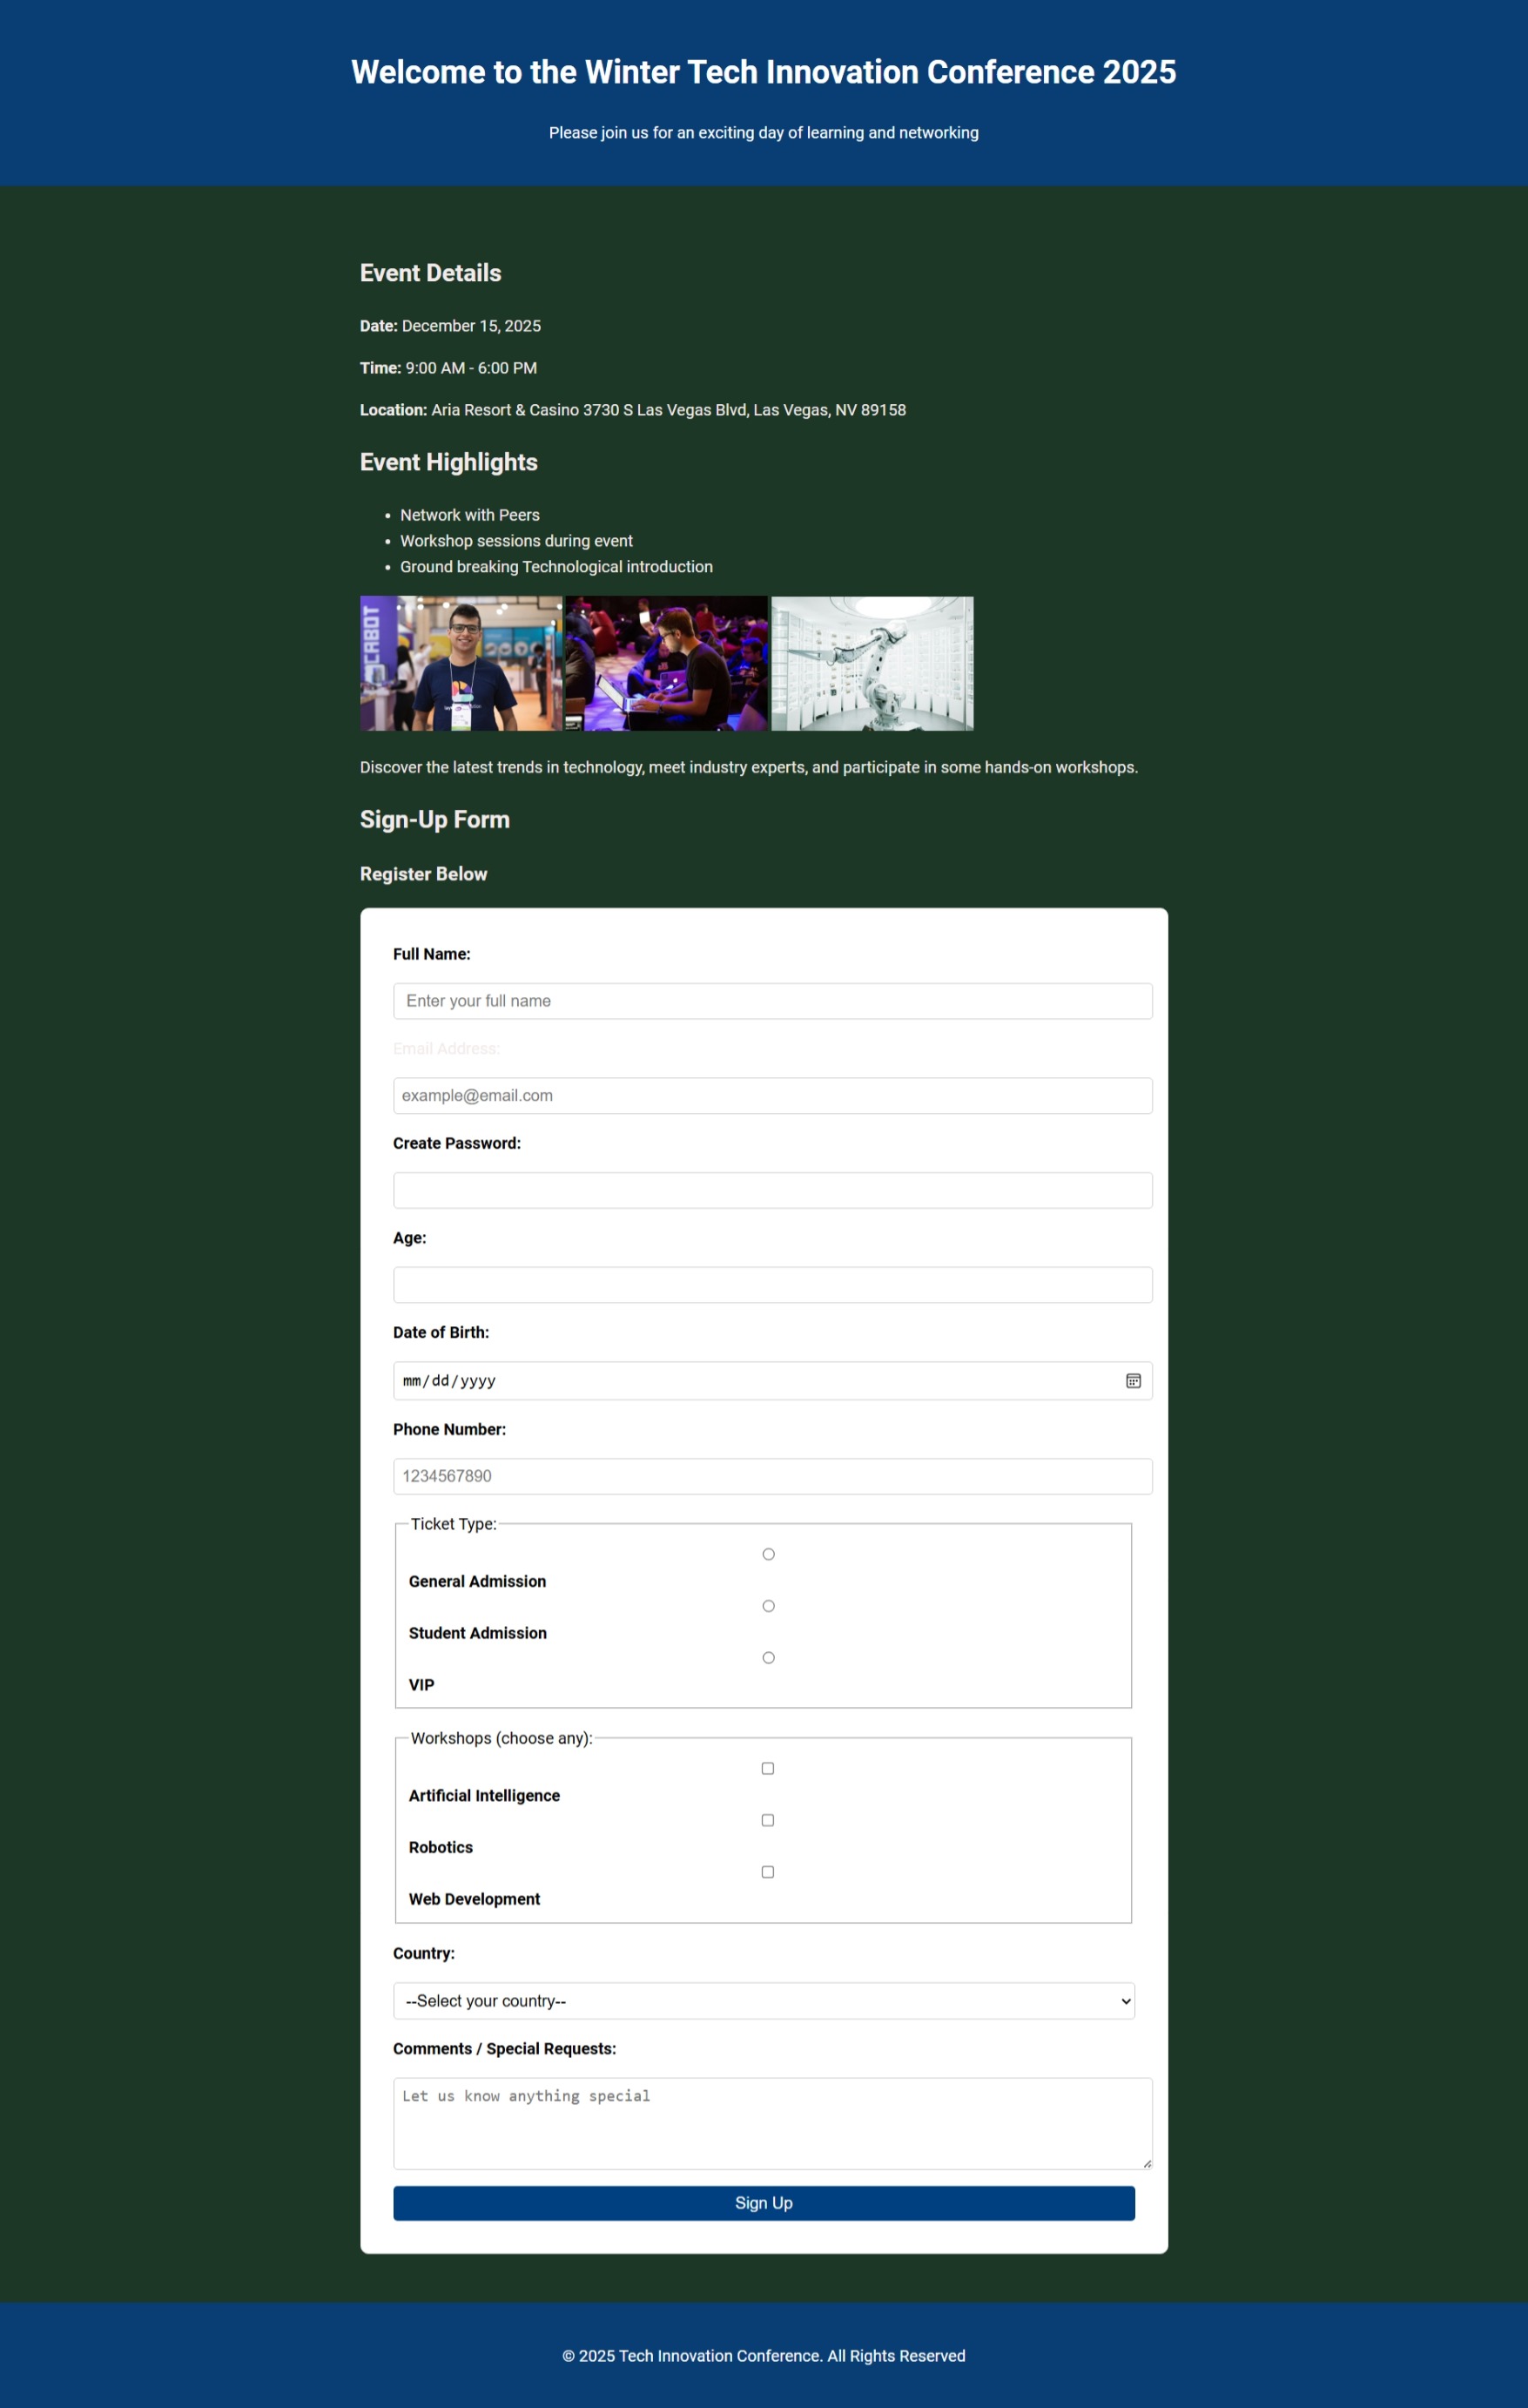 Welcome to the Winter Tech Innovation Conference 2025
Please join us for an exciting day of learning and networking
Event Details
Date: December 15, 2025
Time: 9:00 AM - 6:00 PM
Location: Aria Resort & Casino 3730 S Las Vegas Blvd, Las Vegas, NV 89158
Event Highlights
• Network with Peers
• Workshop sessions during event
• Ground breaking Technological introduction
Discover the latest trends in technology, meet industry experts, and participate in some hands-on workshops.
Sign-Up Form
Register Below
Full Name:
Enter your full name
Email Address:
example@email.com
Create Password:
Age:
Date of Birth:
mm/dd/yyyy
Phone Number:
1234567890
Ticket Type:
General Admission
Student Admission
VIP
Workshops (choose any):
Artificial Intelligence
Robotics
Web Development
Country:
--Select your country--
Comments / Special Requests:
Let us know anything special
Sign Up
© 2025 Tech Innovation Conference. All Rights Reserved